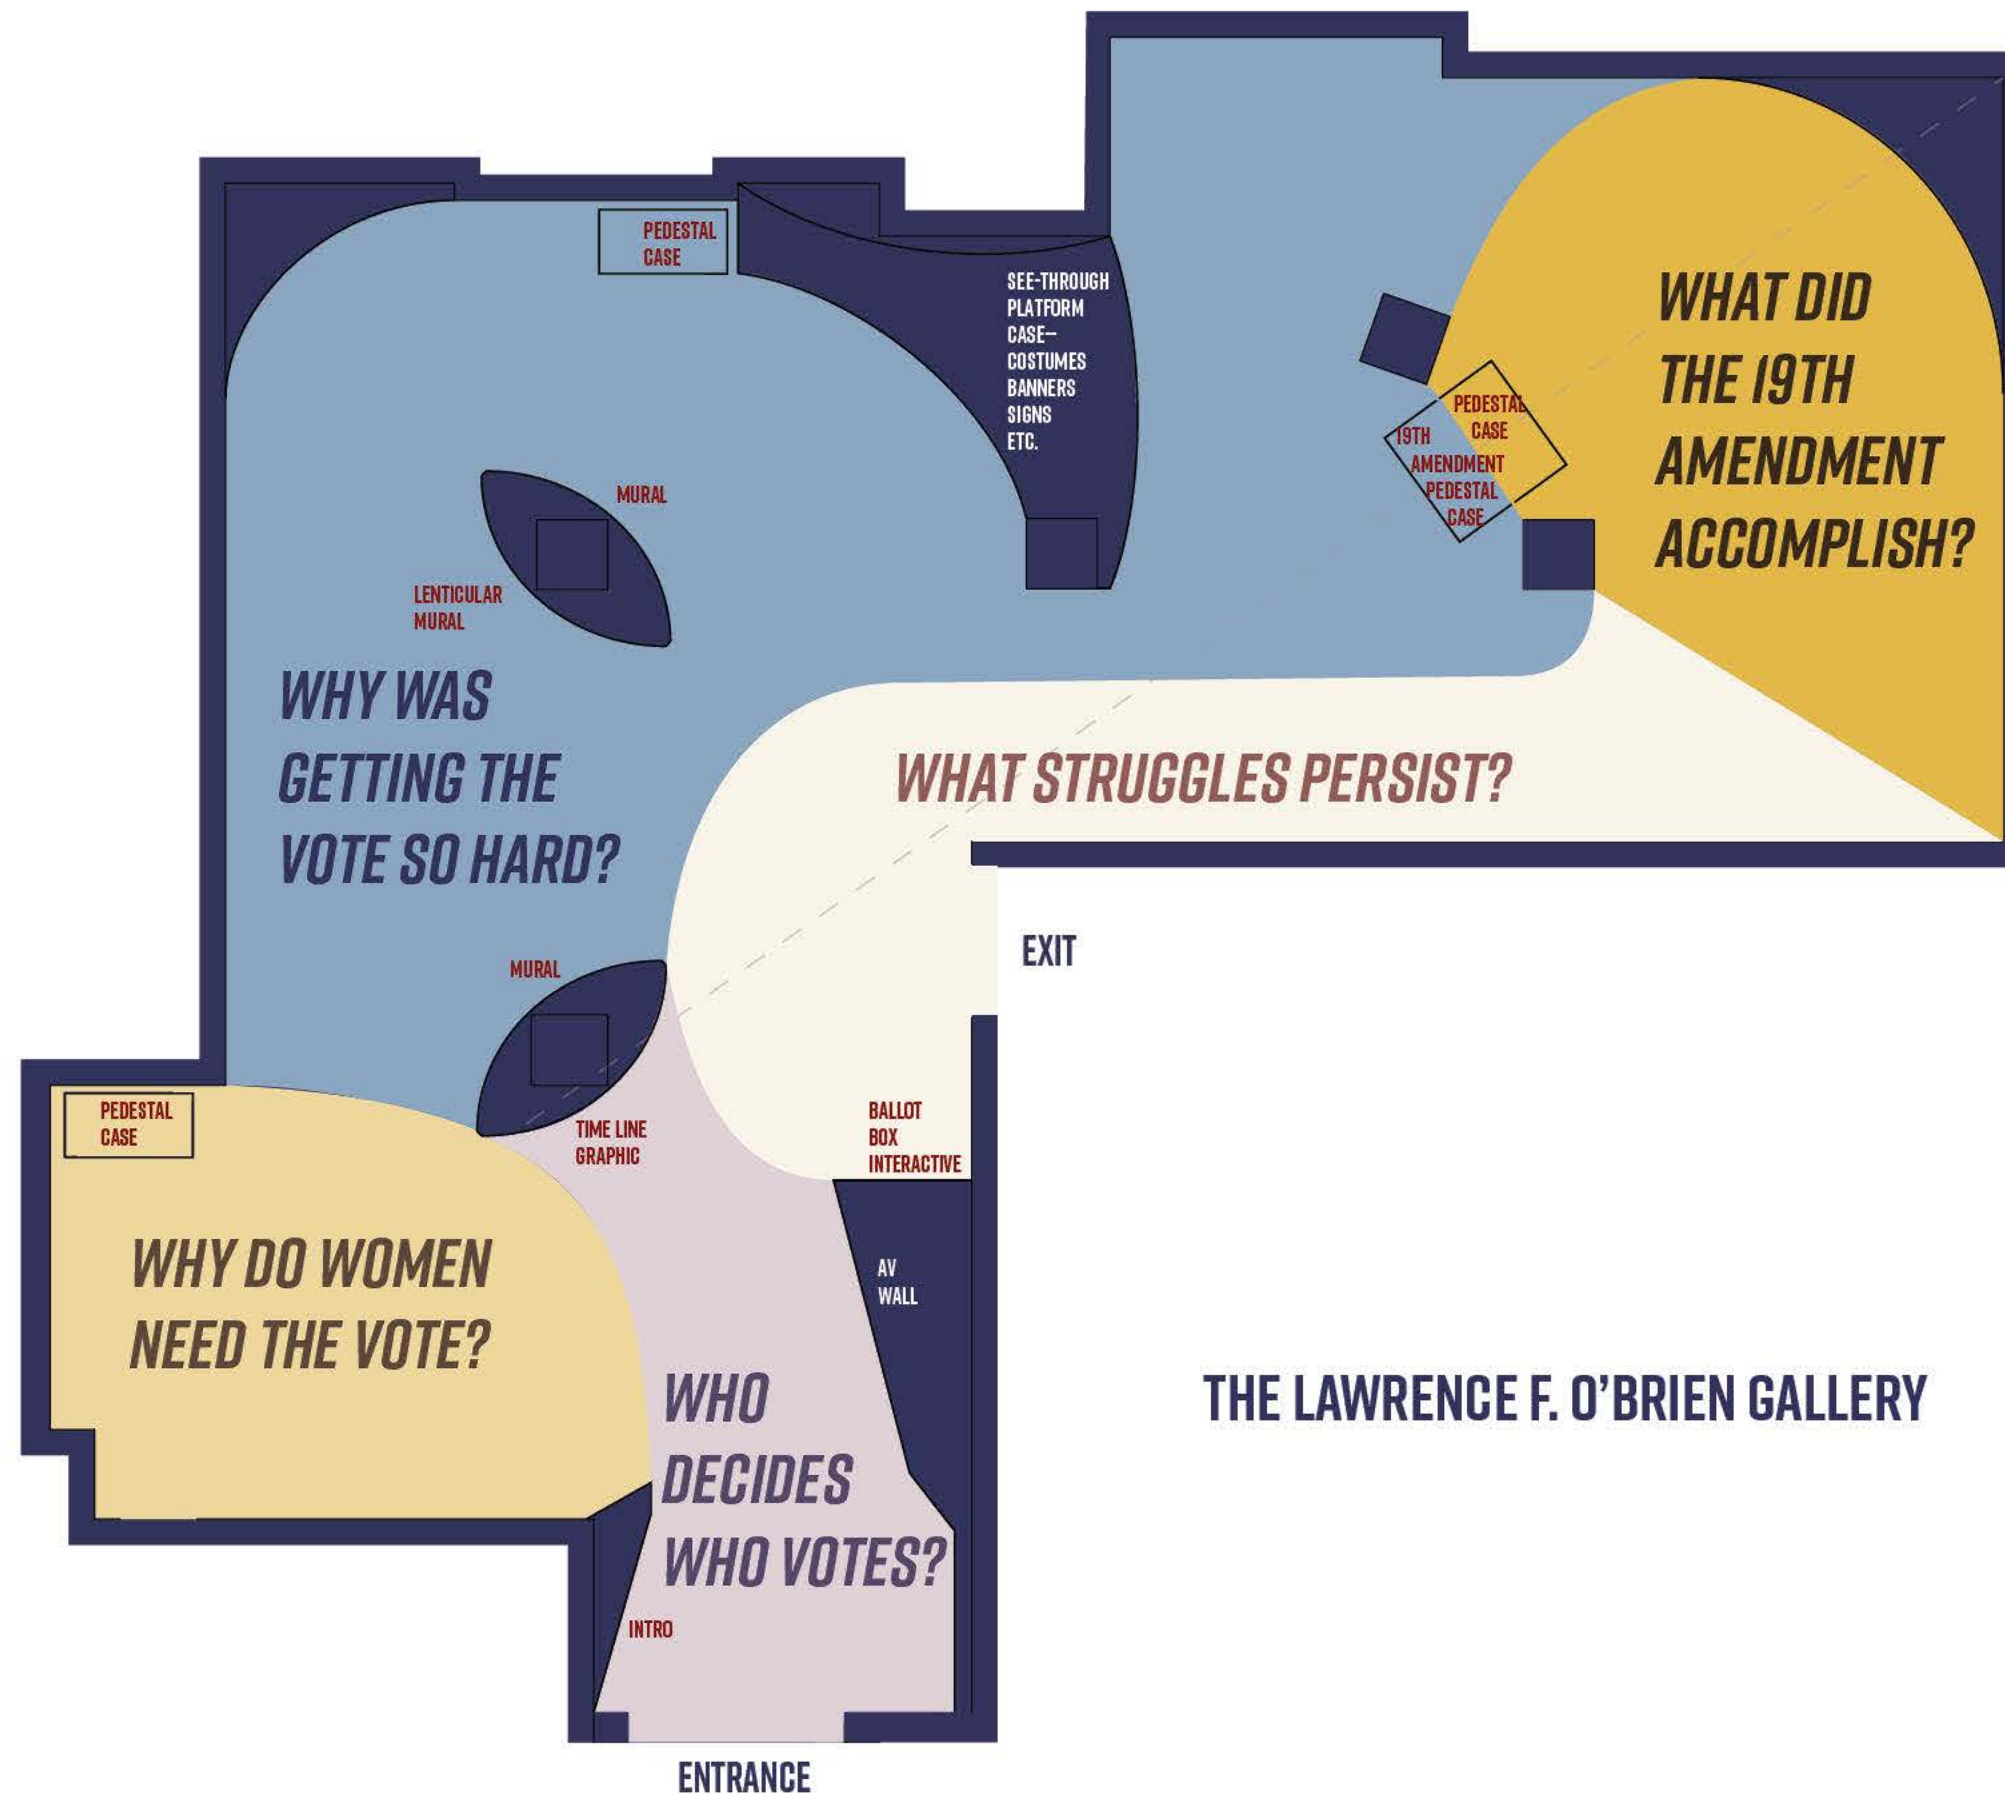 PEDESTAL
CASE
SEE-THROUGH
PLATFORM
CASE–
COSTUMES
BANNERS
SIGNS
ETC.
WHAT DID
THE 19TH
AMENDMENT
ACCOMPLISH?
PEDESTAL
CASE
19TH
AMENDMENT
PEDESTAL
CASE
MURAL
LENTICULAR
MURAL
WHY WAS
GETTING THE
VOTE SO HARD?
WHAT STRUGGLES PERSIST?
EXIT
MURAL
TIME LINE
GRAPHIC
BALLOT
BOX
INTERACTIVE
PEDESTAL
CASE
WHY DO WOMEN
NEED THE VOTE?
AV
WALL
WHO
DECIDES
WHO VOTES?
INTRO
THE LAWRENCE F. O’BRIEN GALLERY
ENTRANCE